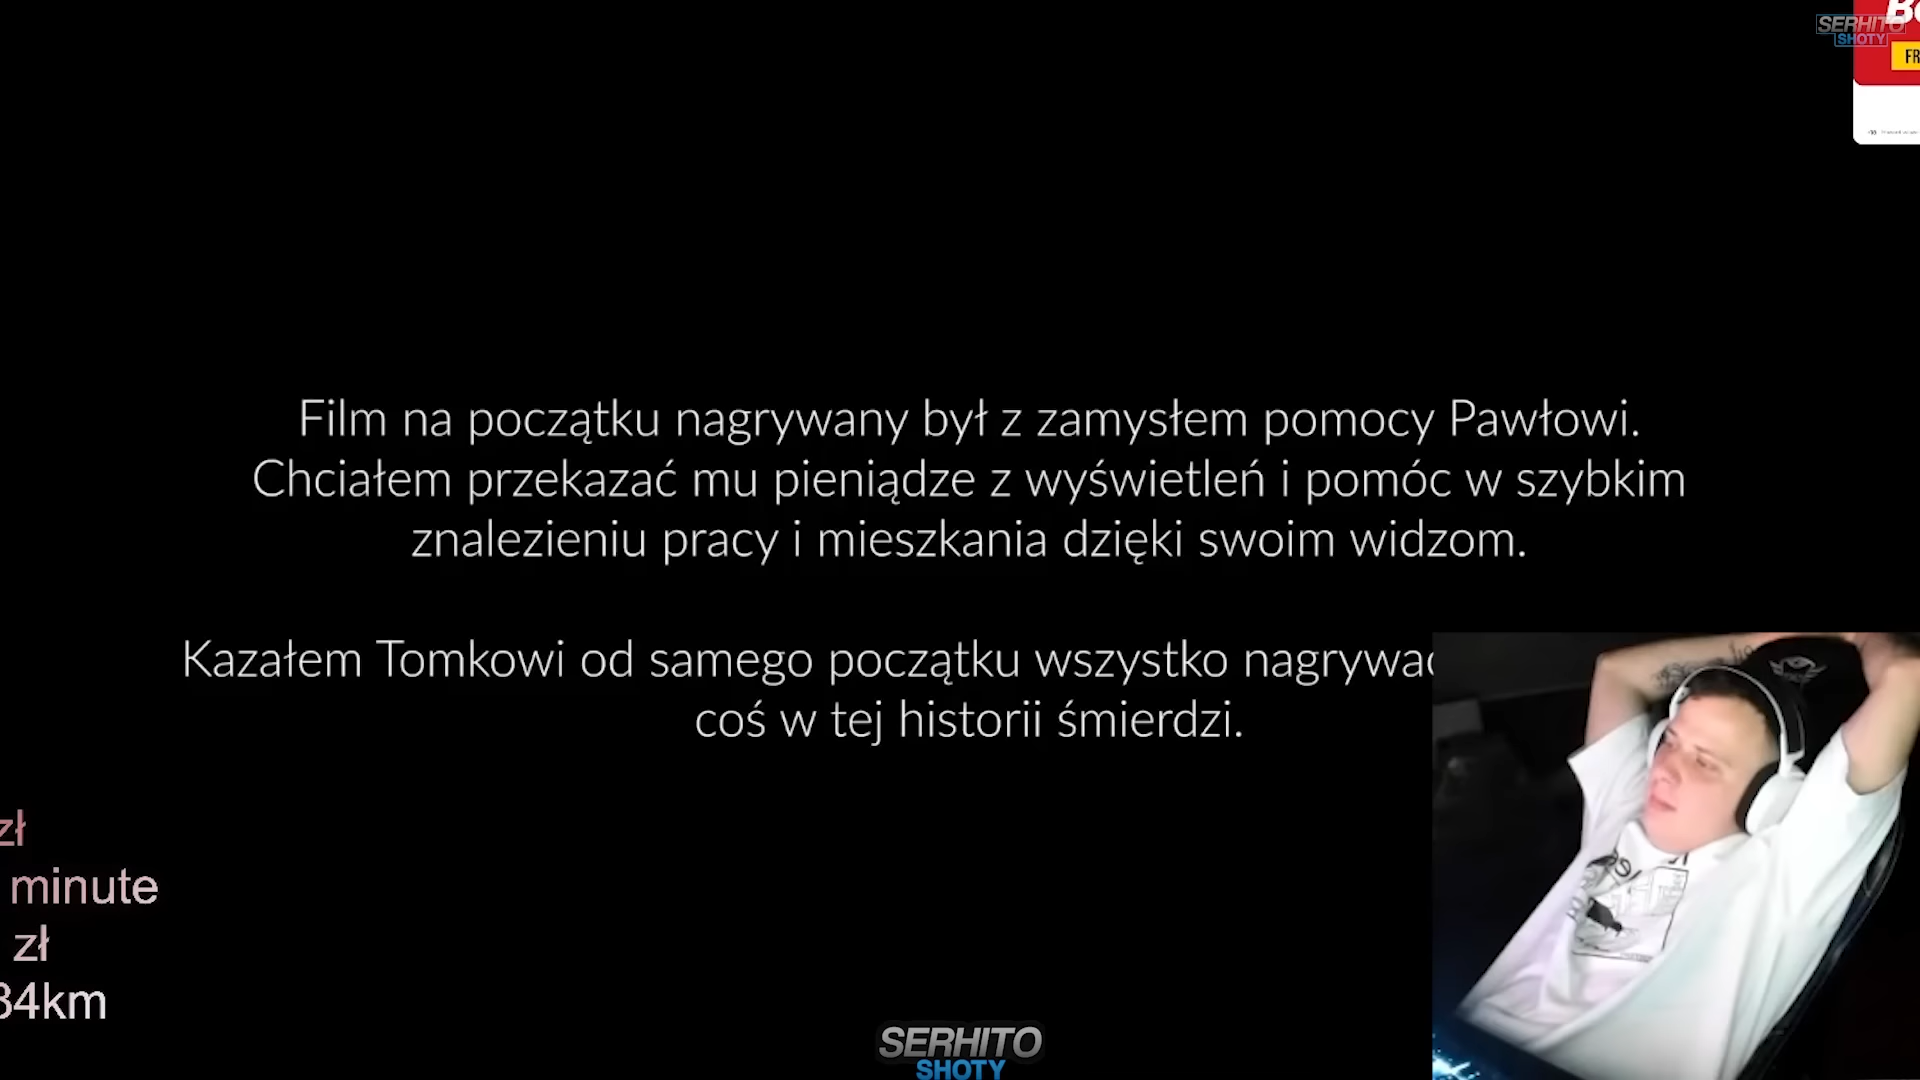 SERHITO
SHOTY
FR
Film na początku nagrywany był z zamysłem pomocy Pawłowi.
Chciałem przekazać mu pieniądze z wyświetleń i pomóc w szybkim
znalezieniu pracy i mieszkania dzięki swoim widzom.
Kazałem Tomkowi od samego początku wszystko nagrywać
coś w tej historii śmierdzi.
zł
minute
zł
34km
SERHITO
SHOTY